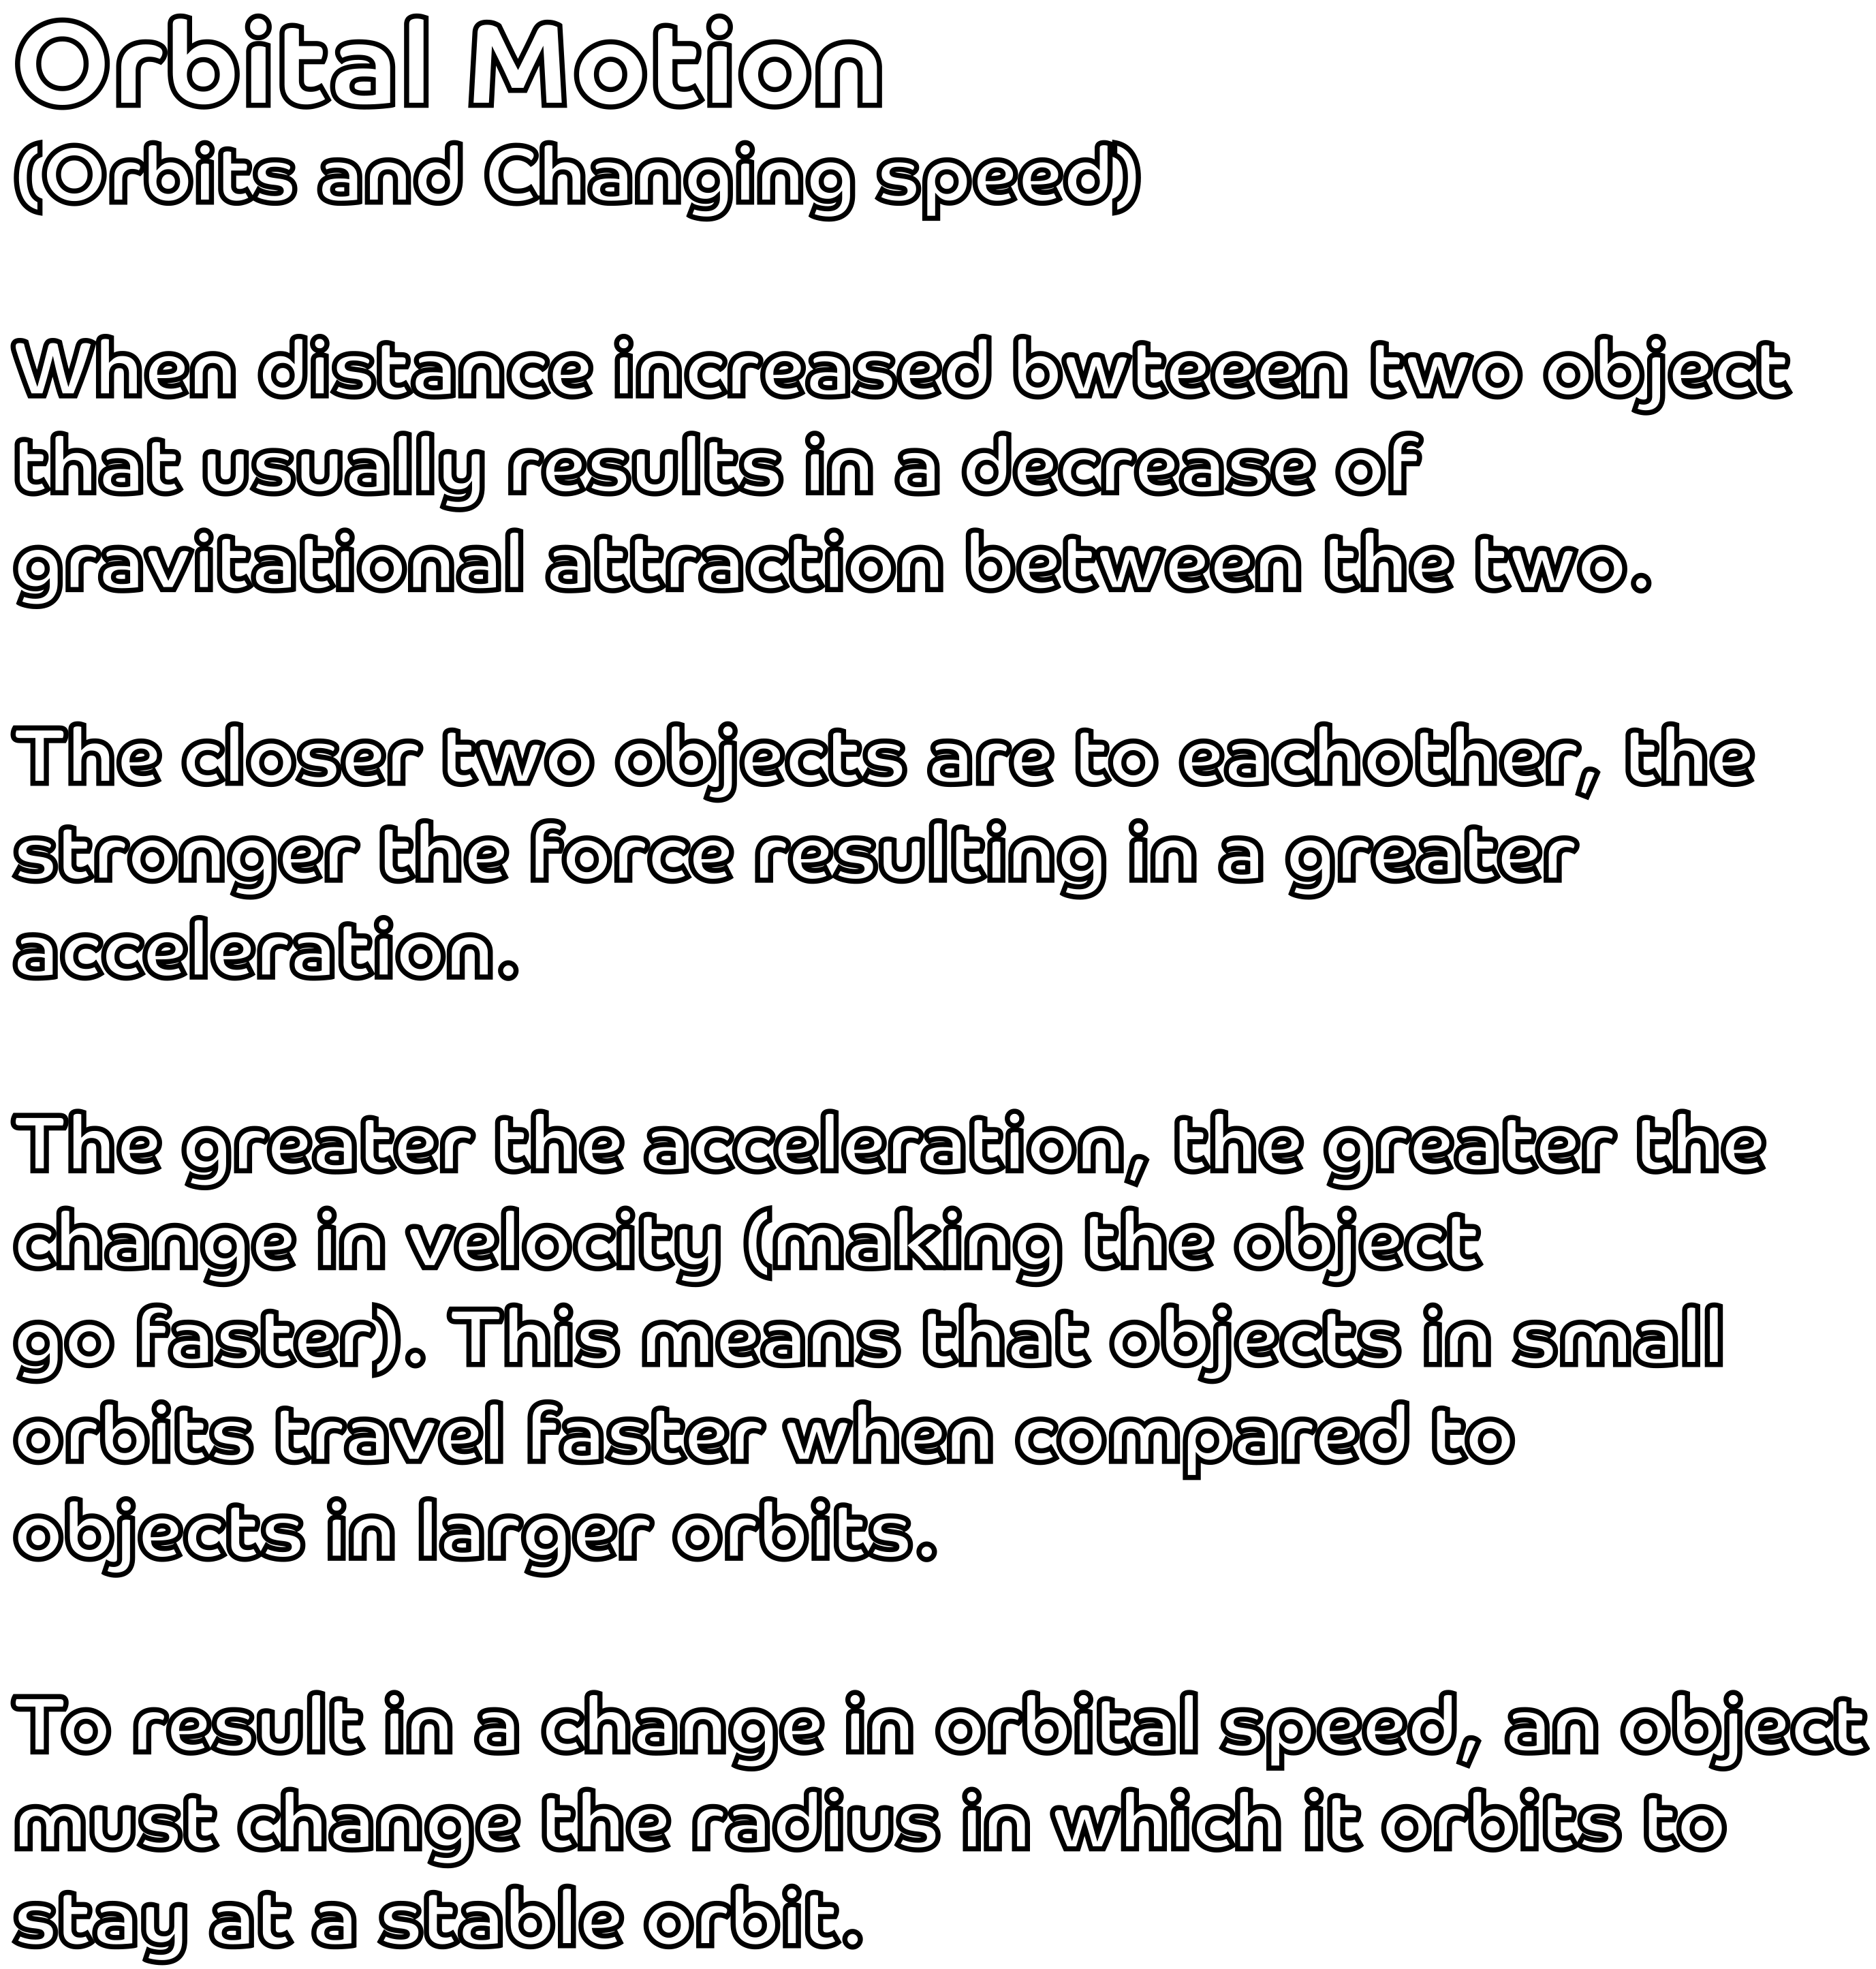 Orbital Motion
(Orbits and Changing speed)
When distance increased bwteeen two object
that usually results in a decrease of
gravitational attraction between the two.
The closer two objects are to eachother, the
stronger the force resulting in a greater
acceleration.
The greater the acceleration, the greater the
change in velocity (making the object
go faster). This means that objects in small
orbits travel faster when compared to
objects in larger orbits.
To result in a change in orbital speed, an object
must change the radius in which it orbits to
stay at a stable orbit.